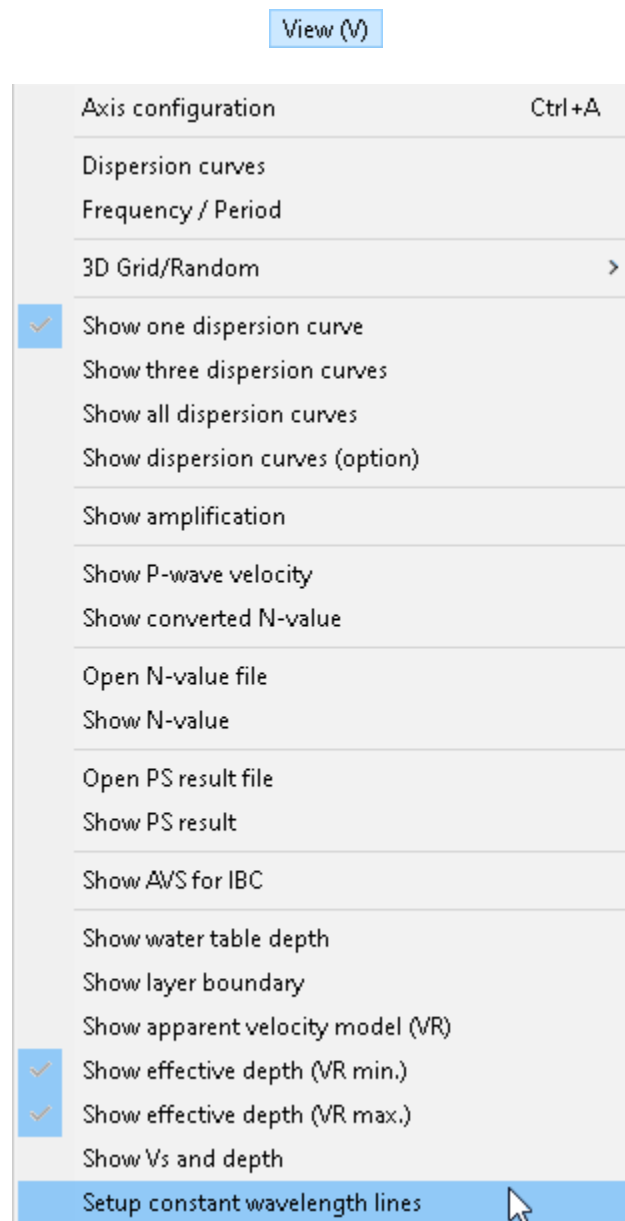 View (V)
Axis configuration Ctrl+A
Dispersion curves
Frequency / Period
3D Grid/Random
Show one dispersion curve
Show three dispersion curves
Show all dispersion curves
Show dispersion curves (option)
Show amplification
Show P-wave velocity
Show converted N-value
Open N-value file
Show N-value
Open PS result file
Show PS result
Show AVS for IBC
Show water table depth
Show layer boundary
Show apparent velocity model (VR)
Show effective depth (VR min.)
Show effective depth (VR max.)
Show Vs and depth
Setup constant wavelength lines